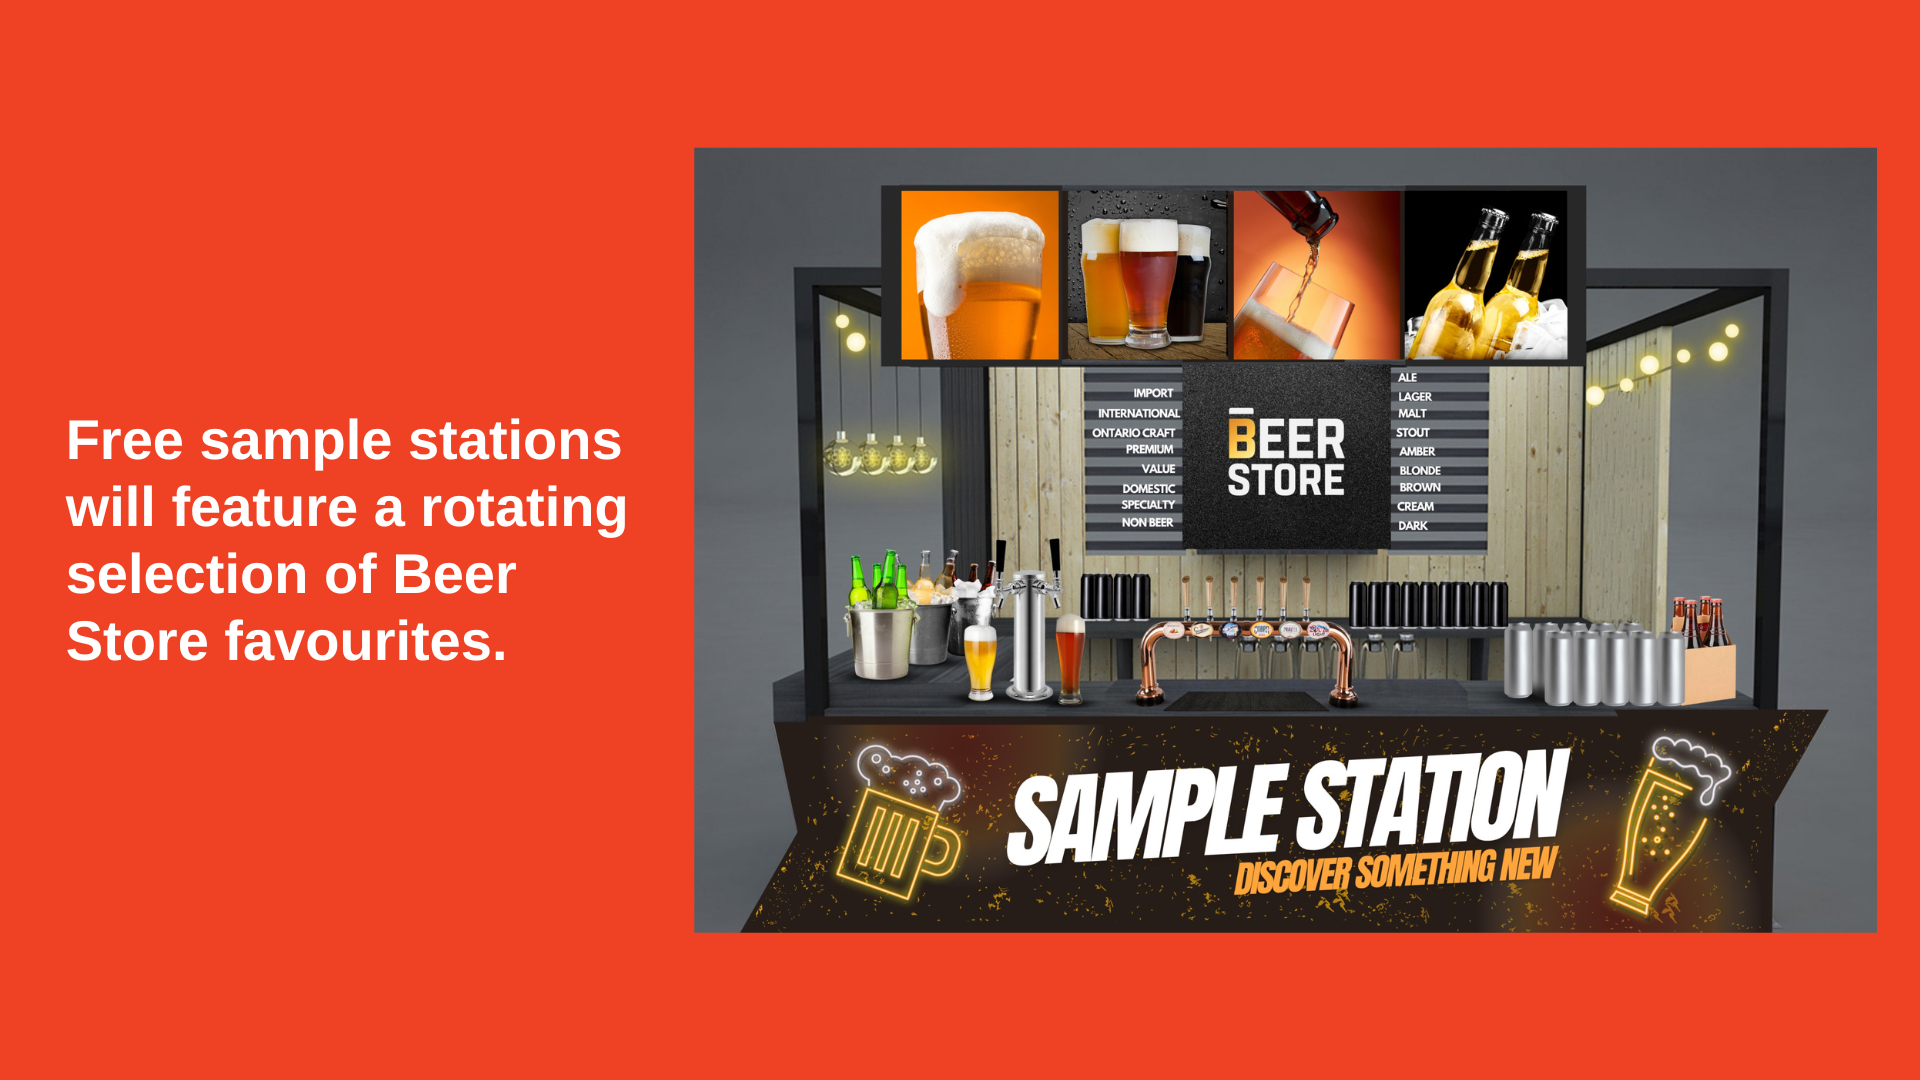 Free sample stations
will feature a rotating
selection of Beer
Store favourites.
IMPORT
INTERNATIONAL
ONTARIO CRAFT
PREMIUM
VALUE
DOMESTIC
SPECIALTY
NON BEER
BEER
STORE
ALE
LAGER
MALT
STOUT
AMBER
BLONDE
BROWN
CREAM
DARK
SAMPLE STATION
DISCOVER SOMETHING NEW